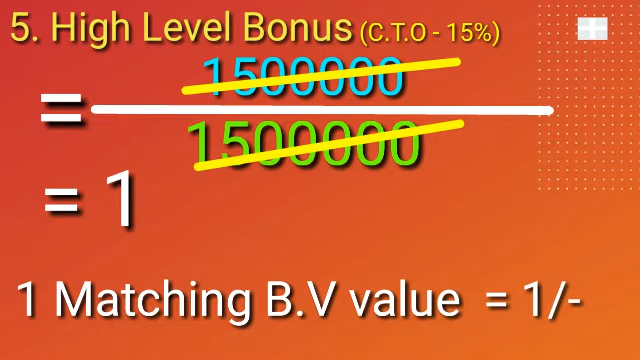 5. High Level Bonus (C.T.O - 15%)
1500000
=
1500000
= 1
1 Matching B.V value = 1/-